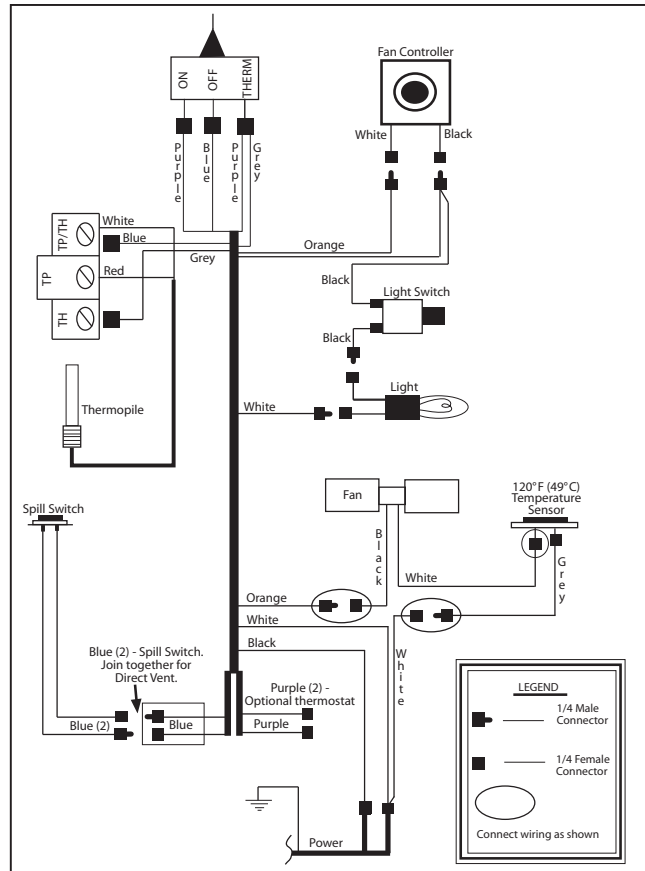 ON
OFF
THERM
Purple
Blue
Purple
Grey
Fan Controller
White
Black
TP/TH
White
Blue
Grey
TP
Red
TH
Orange
Black
Light Switch
Black
Thermopile
Light
White
Spill Switch
Fan
120°F (49°C)
Temperature
Sensor
Black
White
Grey
Orange
White
Black
White
Blue (2) - Spill Switch.
Join together for
Direct Vent.
Blue (2)
Blue
Purple (2) -
Optional thermostat
Purple
Power
LEGEND
1/4 Male
Connector
1/4 Female
Connector
Connect wiring as shown